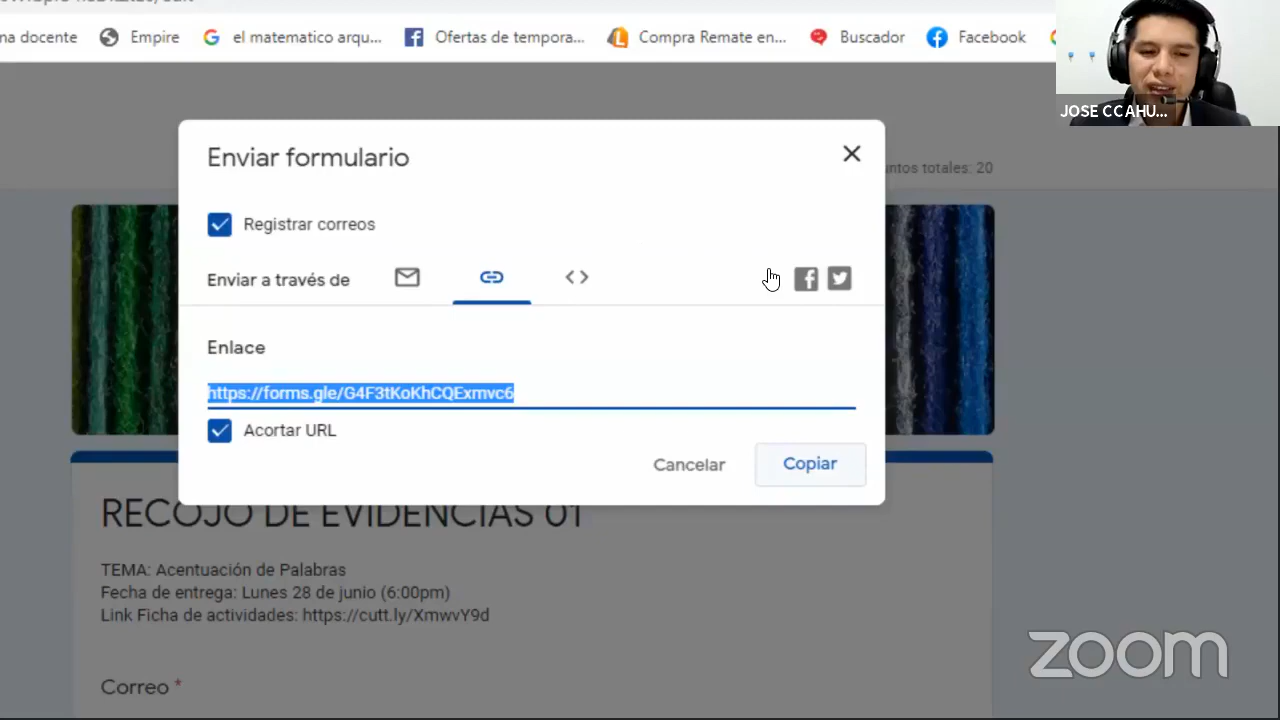 na docente
Empire
el matematico arqu...
Ofertas de tempora...
Compra Remate en...
Buscador
Facebook
JOSE CCAHU...
Enviar formulario
untos totales: 20
Registrar correos
Enviar a través de
Enlace
https://forms.gle/G4F3tKoKhCQExmvc6
Acortar URL
Cancelar
Copiar
RECOJO DE EVIDENCIAS 01
TEMA: Acentuación de Palabras
Fecha de entrega: Lunes 28 de junio (6:00pm)
Link Ficha de actividades: https://cutt.ly/XmwvY9d
Correo *
zoom